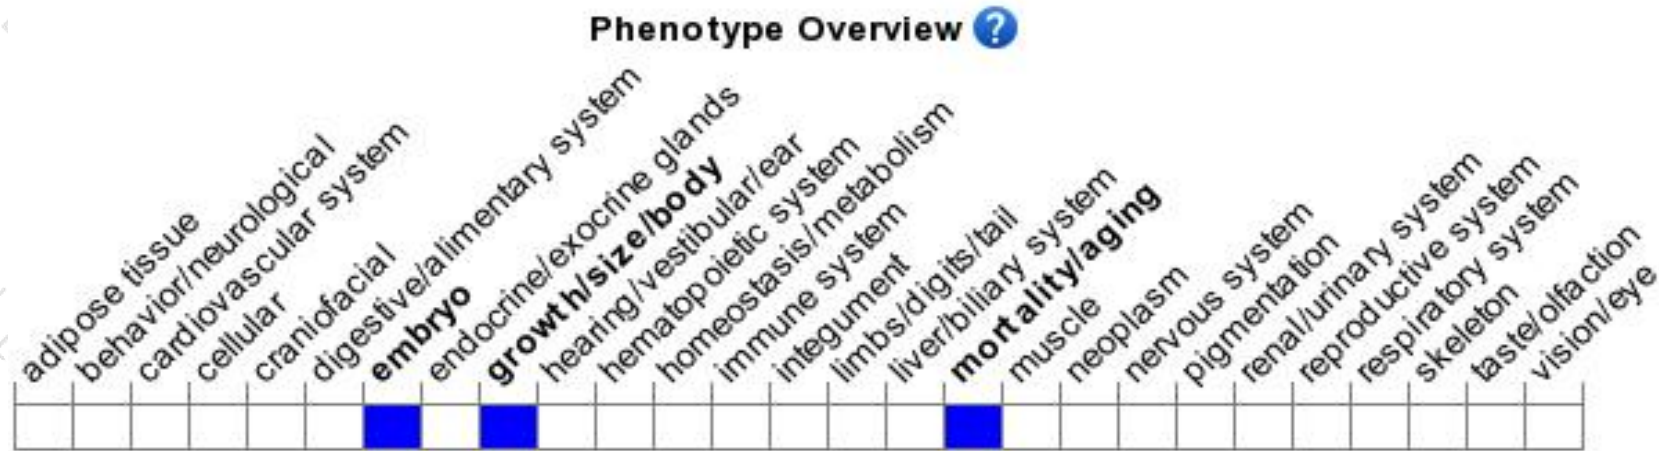 Phenotype Overview ?
adipose tissue
behavior/neurological
cardiovascular system
cellular
craniofacial
digestive/alimentary system
embryo
endocrine/exocrine glands
growth/size/body
hearing/vestibular/ear
hematopoietic system
homeostasis/metabolism
immune system
integument
limbs/digits/tail
liver/biliary system
mortality/aging
muscle
neoplasm
nervous system
pigmentation
renal/urinary system
reproductive system
respiratory system
skeleton
taste/olfaction
vision/eye